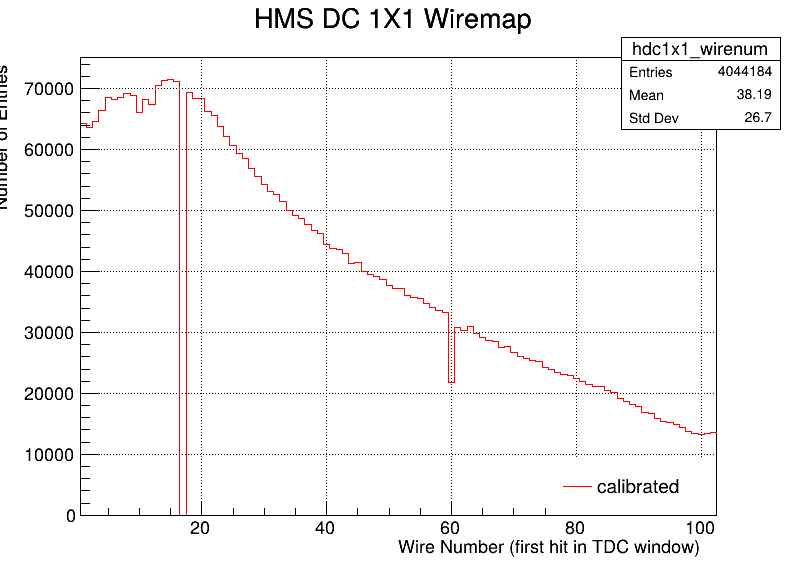 HMS DC 1X1 Wiremap
hdc1x1_wirenum
Entries 4044184
Mean 38.19
Std Dev 26.7
Number of Entries
70000
60000
50000
40000
30000
20000
10000
0
calibrated
20 40 60 80 100
Wire Number (first hit in TDC window)